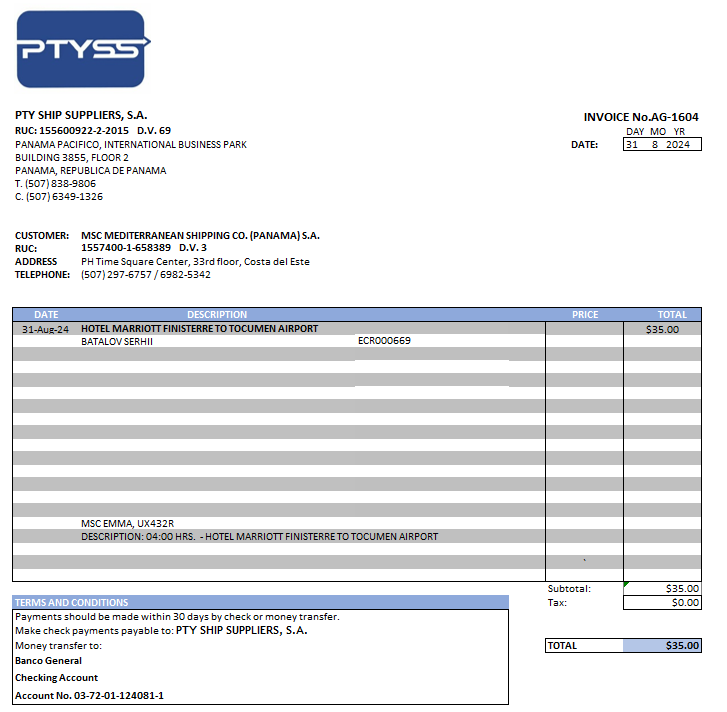 PTYSS
PTY SHIP SUPPLIERS, S.A.
RUC: 155600922-2-2015 D.V. 69
PANAMA PACIFICO, INTERNATIONAL BUSINESS PARK
BUILDING 3855, FLOOR 2
PANAMA, REPUBLICA DE PANAMA
T. (507) 838-9806
C. (507) 6349-1326
INVOICE No.AG-1604
DAY MO YR
DATE: 31 8 2024
CUSTOMER: MSC MEDITERRANEAN SHIPPING CO. (PANAMA) S.A.
RUC: 1557400-1-658389 D.V. 3
ADDRESS PH Time Square Center, 33rd floor, Costa del Este
TELEPHONE: (507) 297-6757 / 6982-5342
DATE DESCRIPTION PRICE TOTAL
31-Aug-24 HOTEL MARRIOTT FINISTERRE TO TOCUMEN AIRPORT $35.00
BATALOV SERHII ECR000669
MSC EMMA, UX432R
DESCRIPTION: 04:00 HRS. - HOTEL MARRIOTT FINISTERRE TO TOCUMEN AIRPORT
Subtotal: $35.00
Tax: $0.00
TOTAL $35.00
TERMS AND CONDITIONS
Payments should be made within 30 days by check or money transfer.
Make check payments payable to: PTY SHIP SUPPLIERS, S.A.
Money transfer to:
Banco General
Checking Account
Account No. 03-72-01-124081-1